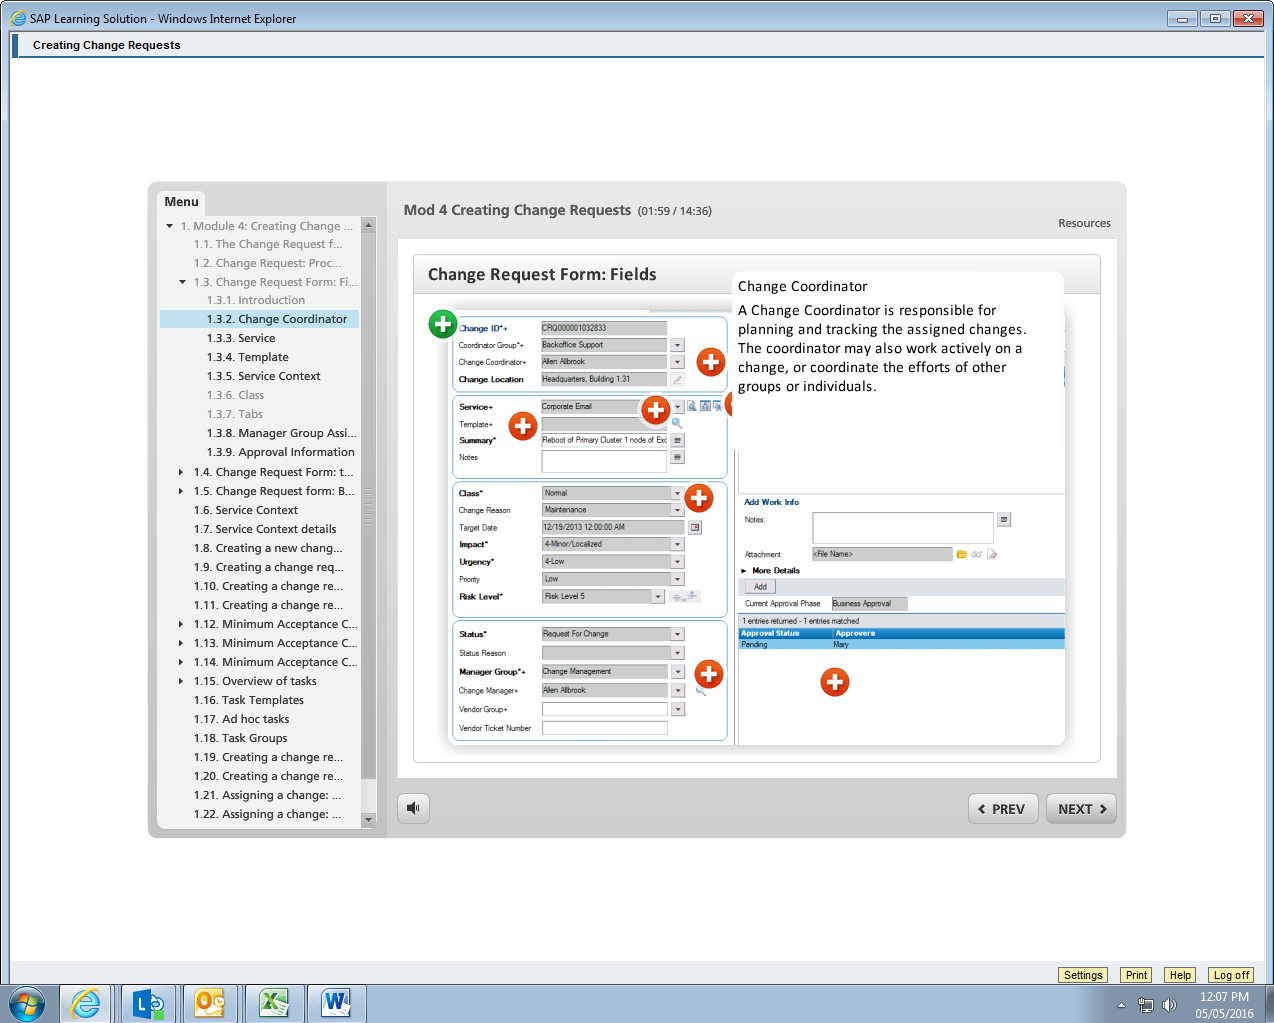 SAP Learning Solution - Windows Internet Explorer
Creating Change Requests
Menu
1. Module 4: Creating Change ...
1.1. The Change Request f...
1.2. Change Request: Proc...
1.3. Change Request Form: Fi...
1.3.1. Introduction
1.3.2. Change Coordinator
1.3.3. Service
1.3.4. Template
1.3.5. Service Context
1.3.6. Class
1.3.7. Tabs
1.3.8. Manager Group Assi...
1.3.9. Approval Information
1.4. Change Request Form: t...
1.5. Change Request form: B...
1.6. Service Context
1.7. Service Context details
1.8. Creating a new chang...
1.9. Creating a change req...
1.10. Creating a change re...
1.11. Creating a change re...
1.12. Minimum Acceptance C...
1.13. Minimum Acceptance C...
1.14. Minimum Acceptance C...
1.15. Overview of tasks
1.16. Task Templates
1.17. Ad hoc tasks
1.18. Task Groups
1.19. Creating a change re...
1.20. Creating a change re...
1.21. Assigning a change: ...
1.22. Assigning a change: ...
Mod 4 Creating Change Requests (01:59 / 14:36)
Resources
Change Request Form: Fields
Change ID*+ CRQ000001032833
Coordinator Group*+ Backoffice Support
Change Coordinator+ Allen Allbrook
Change Location Headquarters, Building 1.31
Service+ Corporate Email
Template+
Summary* Reboot of Primary Cluster 1 node of Exc
Notes
Class* Normal
Change Reason Maintenance
Target Date 12/19/2013 12:00:00 AM
Impact* 4-Minor/Localized
Urgency* 4-Low
Priority Low
Risk Level* Risk Level 5
Status* Request For Change
Status Reason
Manager Group*+ Change Management
Change Manager+ Allen Allbrook
Vendor Group+
Vendor Ticket Number
Change Coordinator
A Change Coordinator is responsible for
planning and tracking the assigned changes.
The coordinator may also work actively on a
change, or coordinate the efforts of other
groups or individuals.
Add Work Info
Notes:
Attachment: <File Name>
More Details
Add
Current Approval Phase Business Approval
1 entries returned - 1 entries matched
Approval Status Approvers
Pending Mary
PREV NEXT
Settings Print Help Log off
12:07 PM
05/05/2016